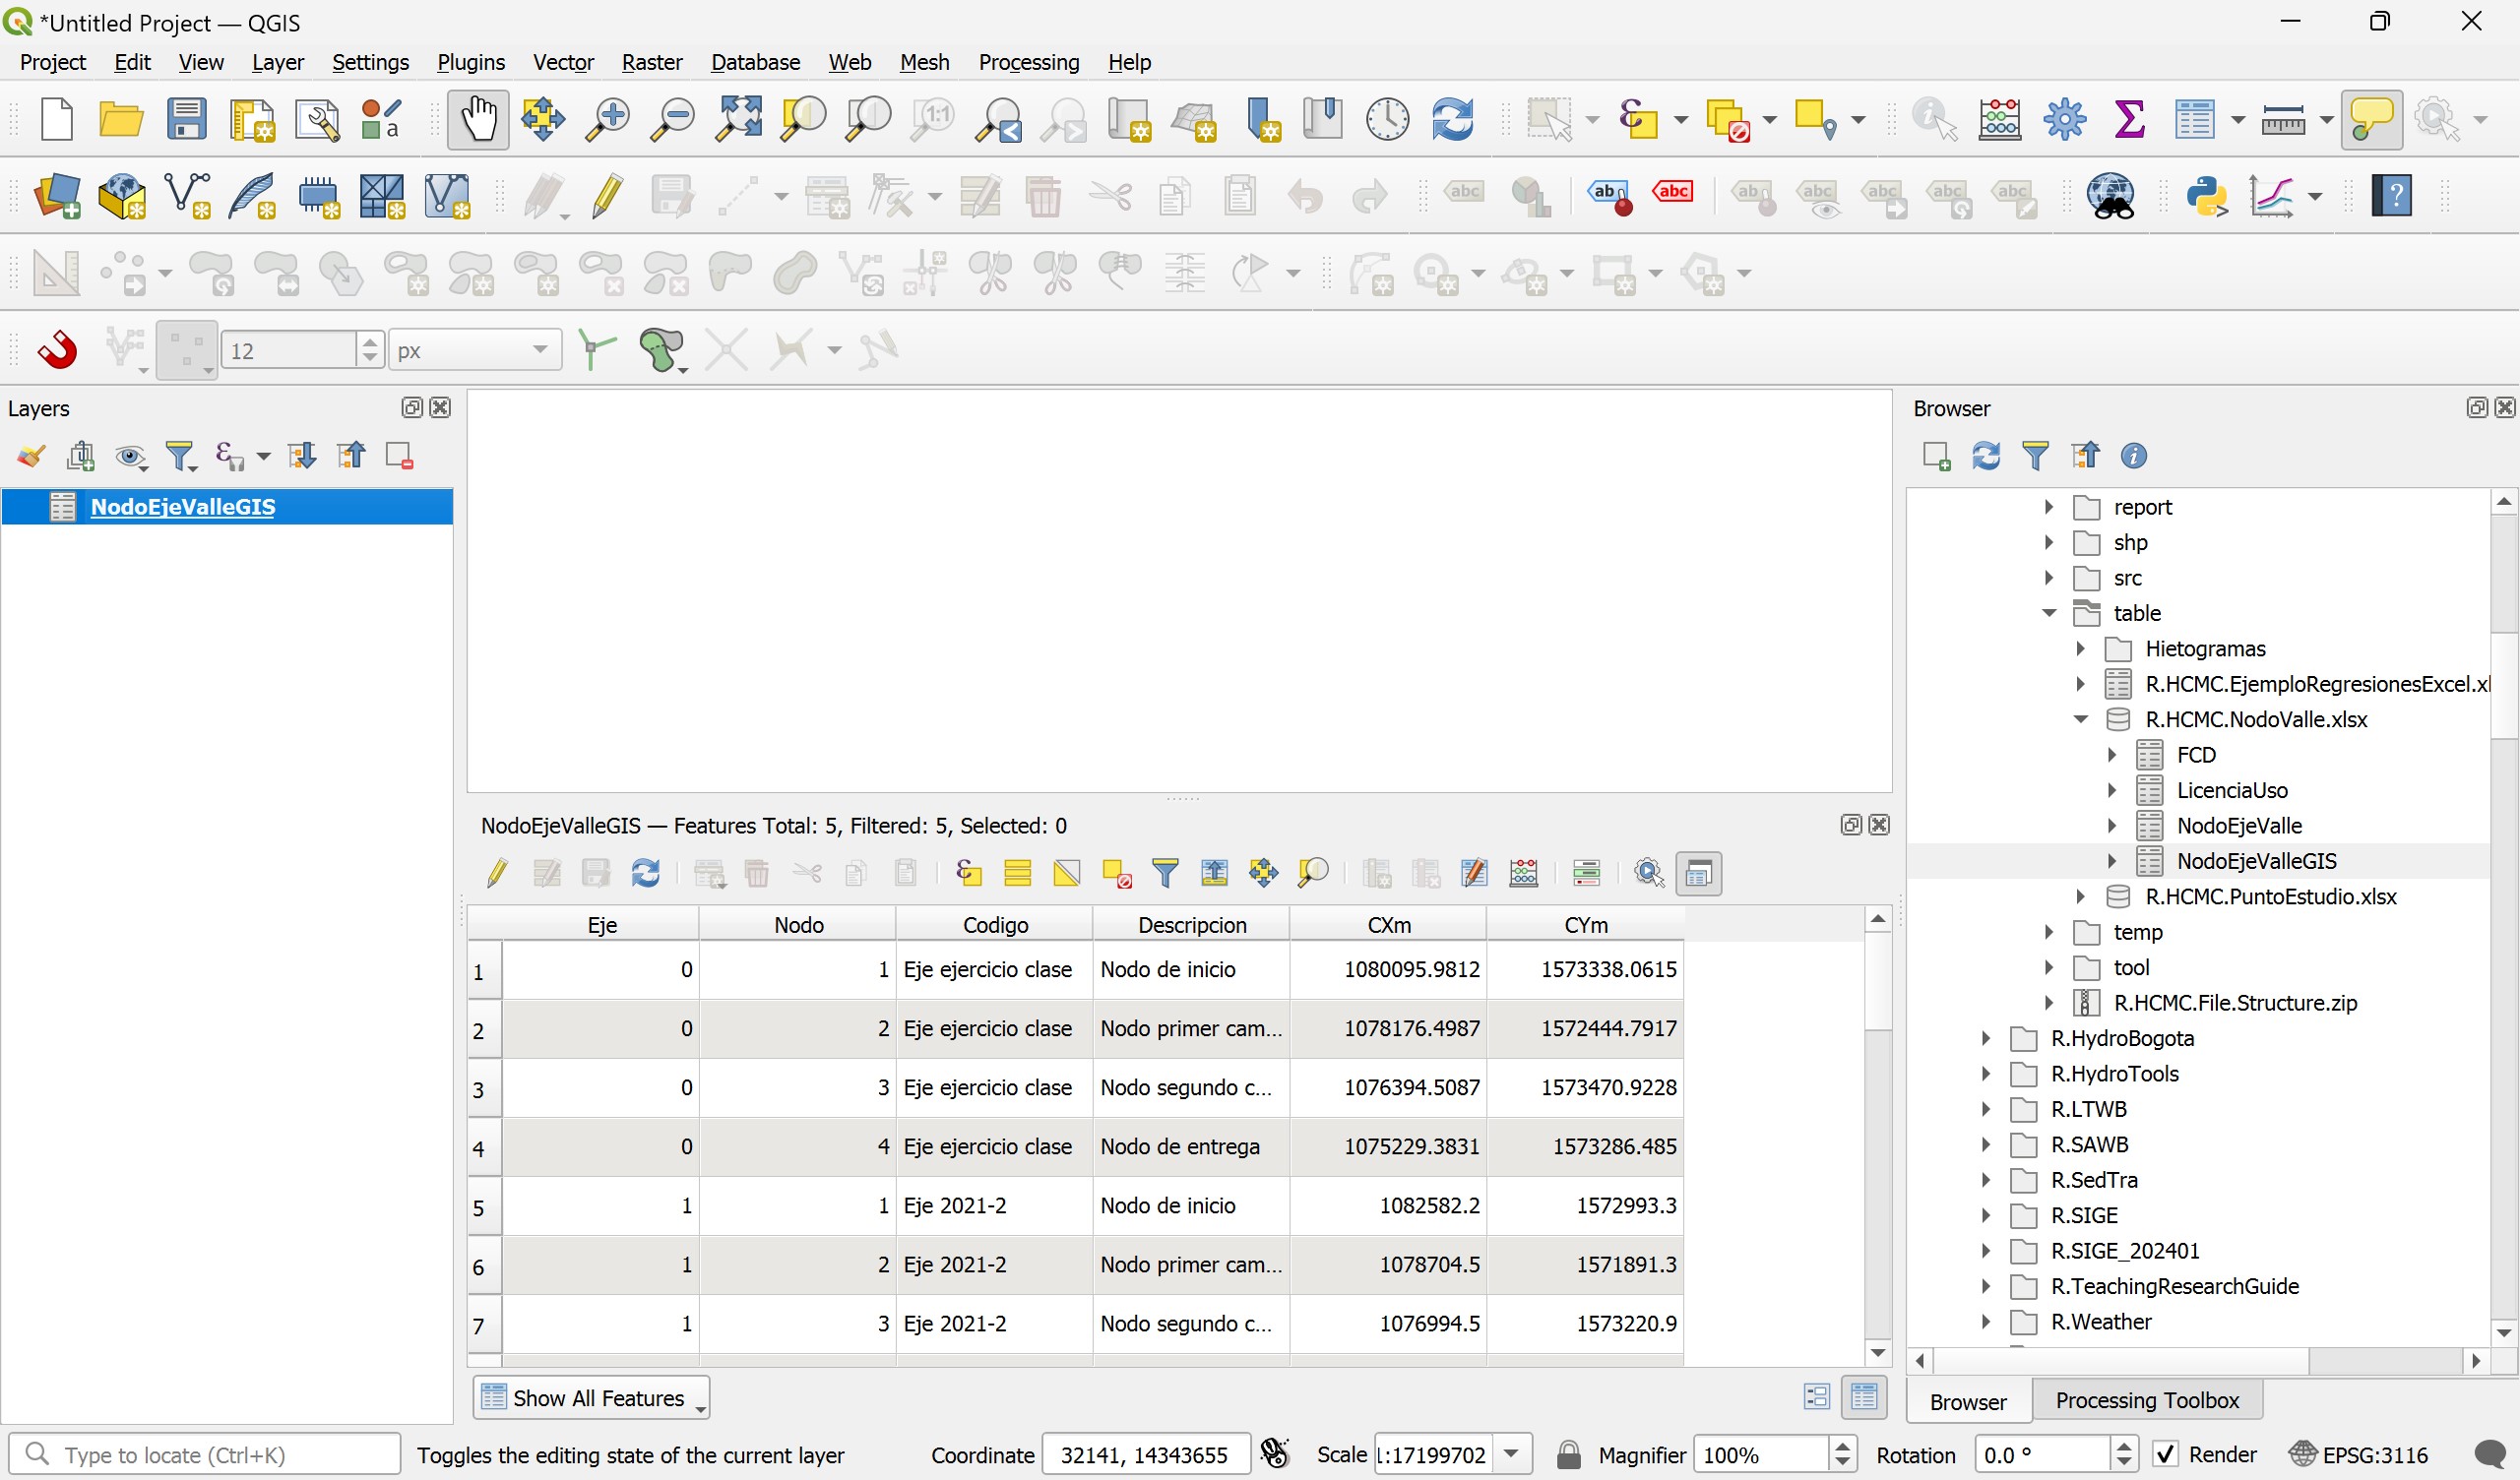 *Untitled Project — QGIS
Project Edit View Layer Settings Plugins Vector Raster Database Web Mesh Processing Help
12 px
Layers
NodoEjeValleGIS
Browser
report
shp
src
table
Hietogramas
R.HCMC.EjemploRegresionesExcel.xl
R.HCMC.NodoValle.xlsx
FCD
LicenciaUso
NodoEjeValle
NodoEjeValleGIS
R.HCMC.PuntoEstudio.xlsx
temp
tool
R.HCMC.File.Structure.zip
R.HydroBogota
R.HydroTools
R.LTWB
R.SAWB
R.SedTra
R.SIGE
R.SIGE_202401
R.TeachingResearchGuide
R.Weather
Browser Processing Toolbox
NodoEjeValleGIS — Features Total: 5, Filtered: 5, Selected: 0
Eje Nodo Codigo Descripcion CXm CYm
1 0 1 Eje ejercicio clase Nodo de inicio 1080095.9812 1573338.0615
2 0 2 Eje ejercicio clase Nodo primer cam... 1078176.4987 1572444.7917
3 0 3 Eje ejercicio clase Nodo segundo c... 1076394.5087 1573470.9228
4 0 4 Eje ejercicio clase Nodo de entrega 1075229.3831 1573286.485
5 1 1 Eje 2021-2 Nodo de inicio 1082582.2 1572993.3
6 1 2 Eje 2021-2 Nodo primer cam... 1078704.5 1571891.3
7 1 3 Eje 2021-2 Nodo segundo c... 1076994.5 1573220.9
Show All Features
Type to locate (Ctrl+K) Toggles the editing state of the current layer Coordinate 32141, 14343655 Scale 1:17199702 Magnifier 100% Rotation 0.0 ° Render EPSG:3116